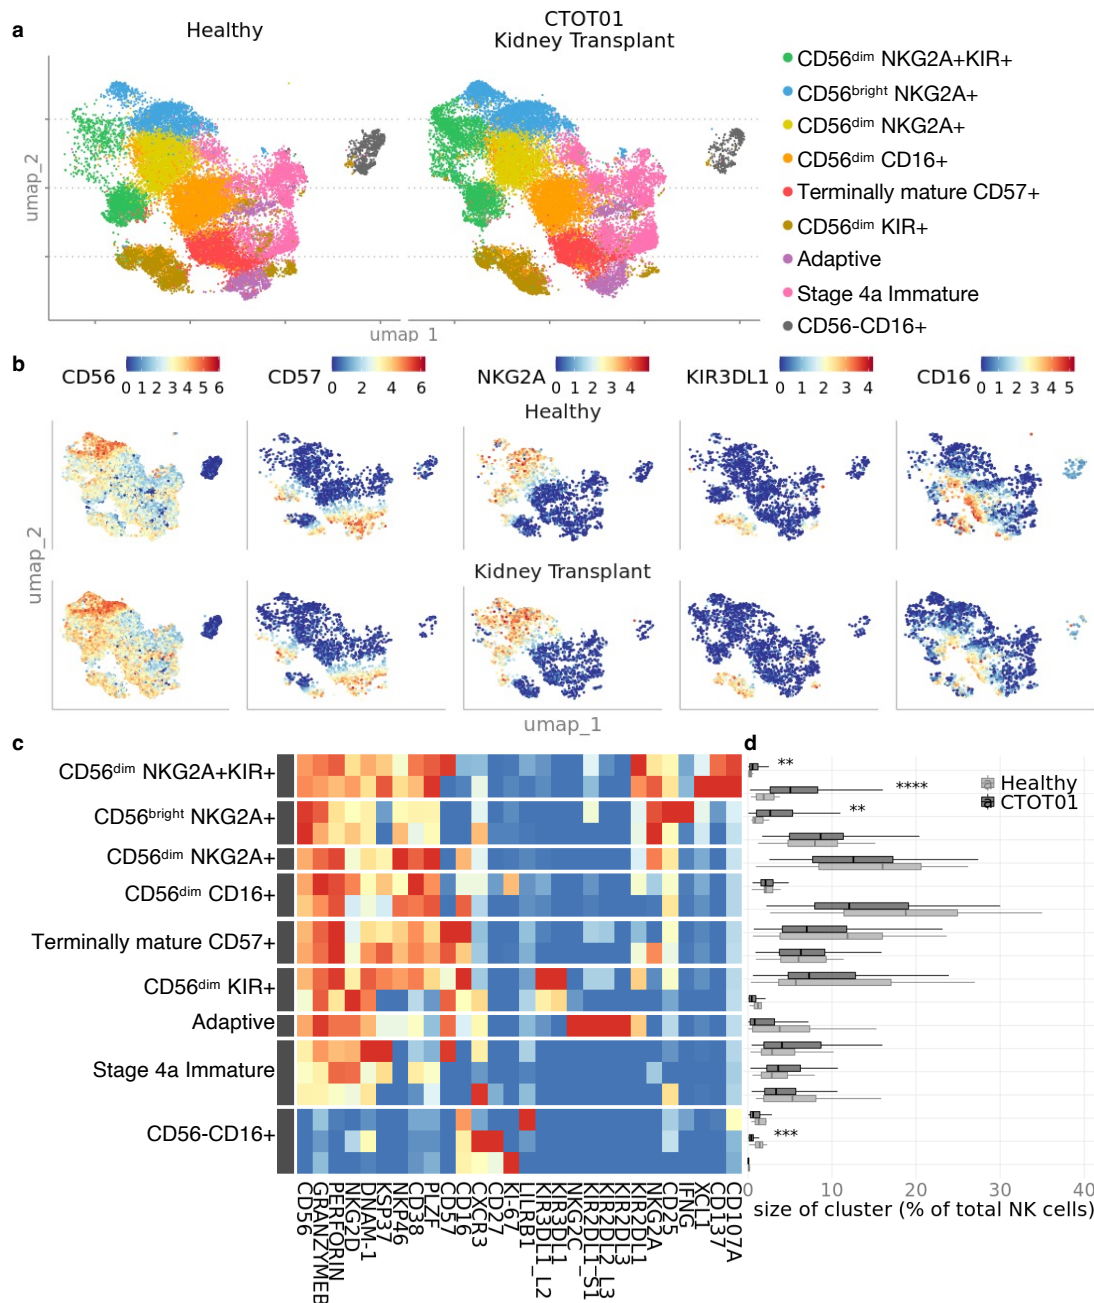 a
Healthy
CTOT01
Kidney Transplant
umap_2
umap_1
CD56dim NKG2A+KIR+
CD56bright NKG2A+
CD56dim NKG2A+
CD56dim CD16+
Terminally mature CD57+
CD56dim KIR+
Adaptive
Stage 4a Immature
CD56-CD16+
b
CD56
0 1 2 3 4 5 6
CD57
0 2 4 6
NKG2A
0 1 2 3 4
KIR3DL1
0 1 2 3 4
CD16
0 1 2 3 4 5
Healthy
Kidney Transplant
umap_2
umap_1
c
CD56dim NKG2A+KIR+
CD56bright NKG2A+
CD56dim NKG2A+
CD56dim CD16+
Terminally mature CD57+
CD56dim KIR+
Adaptive
Stage 4a Immature
CD56-CD16+
CD56
GRANZYMEB
PERFORIN
NKG2D
DNAM-1
KSP37
NKP46
CD38
PLZF
CD57
CD16
CXCR3
CD27
KI-67
LILRB1
KIR3DL1_L2
KIR3DL1
NKG2C
KIR2DL1_S1
KIR2DL2_L3
KIR2DL3
KIR2DL1
NKG2A
CD25
IFNG
XCL1
CD137
CD107A
d
**
****
**
***
Healthy
CTOT01
0 10 20 30 40
size of cluster (% of total NK cells)